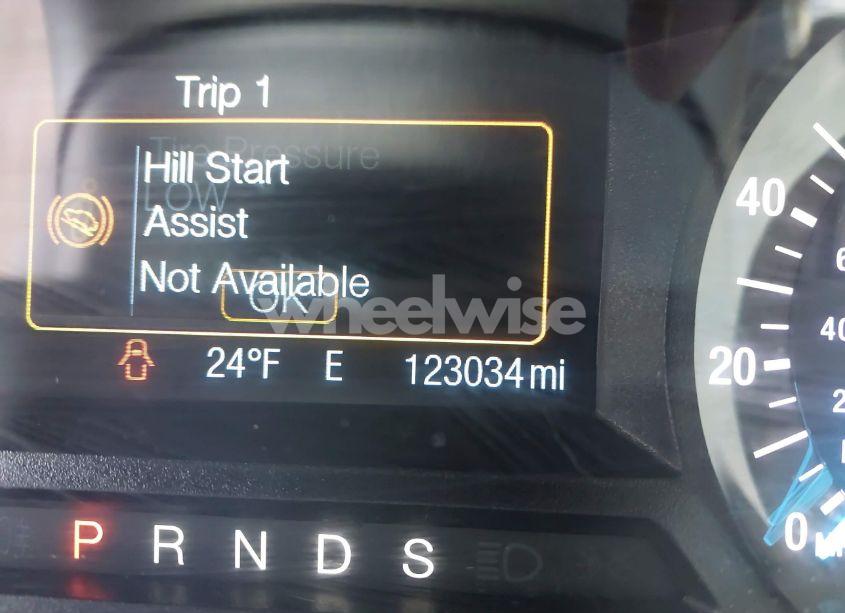 Trip 1
Tire Pressure
Hill Start
LOW
Assist
Not Available
OK
wheelwise
24°F E 123034 mi
40
20
0
P R N D S